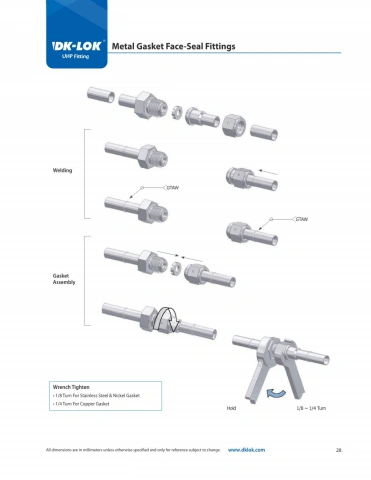 DK-LOK®
UHP Fitting
Metal Gasket Face-Seal Fittings
Welding
GTAW
GTAW
Gasket
Assembly
Wrench Tighten
• 1/8 Turn For Stainless Steel & Nickel Gasket
• 1/4 Turn For Copper Gasket
Hold
1/8 ~ 1/4 Turn
All dimensions are in millimeters unless otherwise specified and only for reference subject to change. www.dklok.com 28